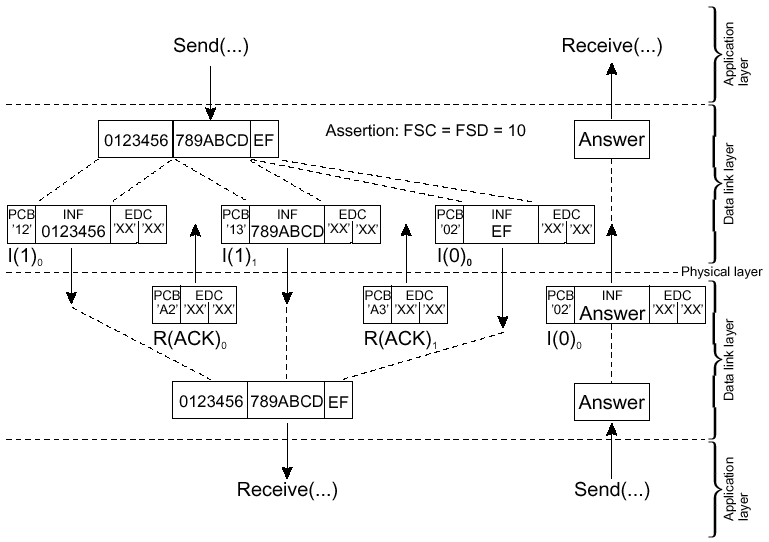 Send(...)
Receive(...)
Application layer
0123456 789ABCD EF
Assertion: FSC = FSD = 10
Answer
Data link layer
PCB INF EDC
'12' 0123456 'XX' 'XX'
I(1)0
PCB INF EDC
'13' 789ABCD 'XX' 'XX'
I(1)1
PCB INF EDC
'02' EF 'XX' 'XX'
I(0)0
Physical layer
PCB EDC
'A2' 'XX' 'XX'
R(ACK)0
PCB EDC
'A3' 'XX' 'XX'
R(ACK)1
PCB INF EDC
'02' Answer 'XX' 'XX'
I(0)0
Data link layer
0123456 789ABCD EF
Answer
Receive(...)
Send(...)
Application layer